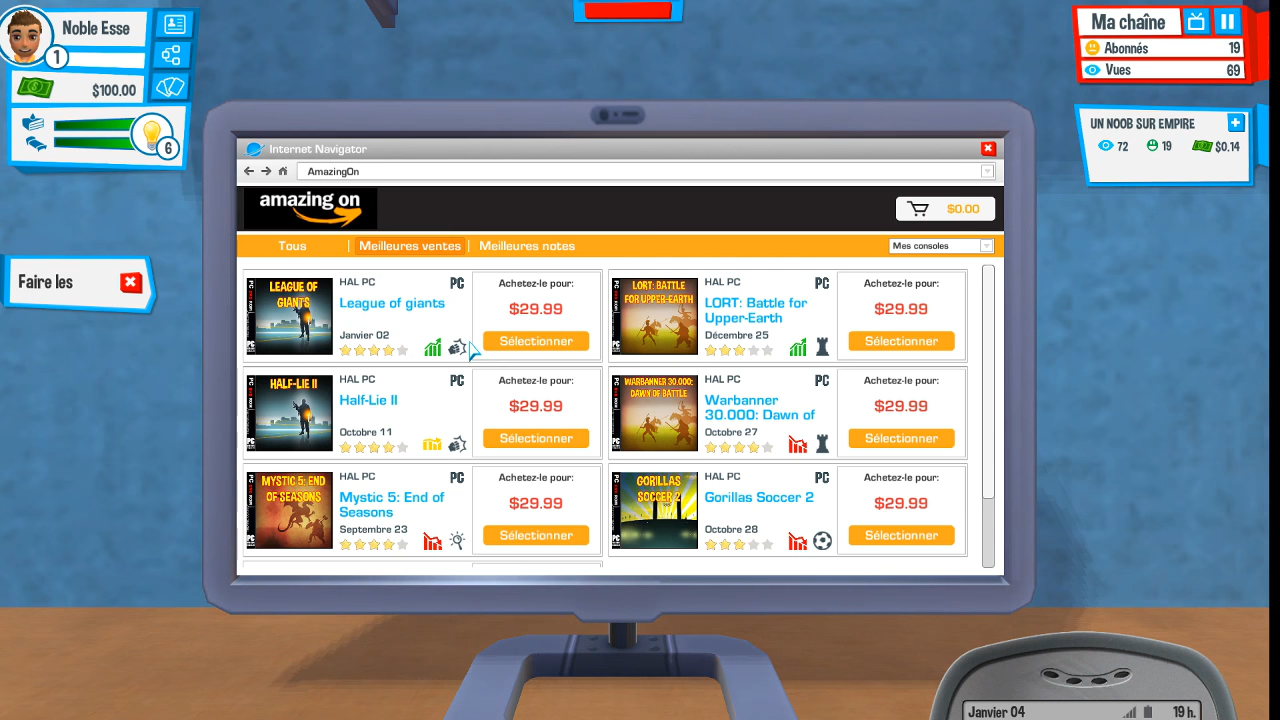 Noble Esse
1
$100.00
6
Ma chaîne
Abonnés 19
Vues 69
UN NOOB SUR EMPIRE
72 19 $0.14
Faire les
Internet Navigator
AmazingOn
amazing on
$0.00
Tous | Meilleures ventes | Meilleures notes
Mes consoles
LEAGUE OF GIANTS
HAL PC PC
League of giants
Janvier 02
Achetez-le pour:
$29.99
Sélectionner
LORT: BATTLE FOR UPPER-EARTH
HAL PC PC
LORT: Battle for
Upper-Earth
Décembre 25
Achetez-le pour:
$29.99
Sélectionner
HALF-LIE II
HAL PC PC
Half-Lie II
Octobre 11
Achetez-le pour:
$29.99
Sélectionner
WARBANNER 30.000: DAWN OF BATTLE
HAL PC PC
Warbanner
30.000: Dawn of
Octobre 27
Achetez-le pour:
$29.99
Sélectionner
MYSTIC 5: END OF SEASONS
HAL PC PC
Mystic 5: End of
Seasons
Septembre 23
Achetez-le pour:
$29.99
Sélectionner
GORILLAS SOCCER 2
HAL PC PC
Gorillas Soccer 2
Octobre 28
Achetez-le pour:
$29.99
Sélectionner
Janvier 04 19 h.